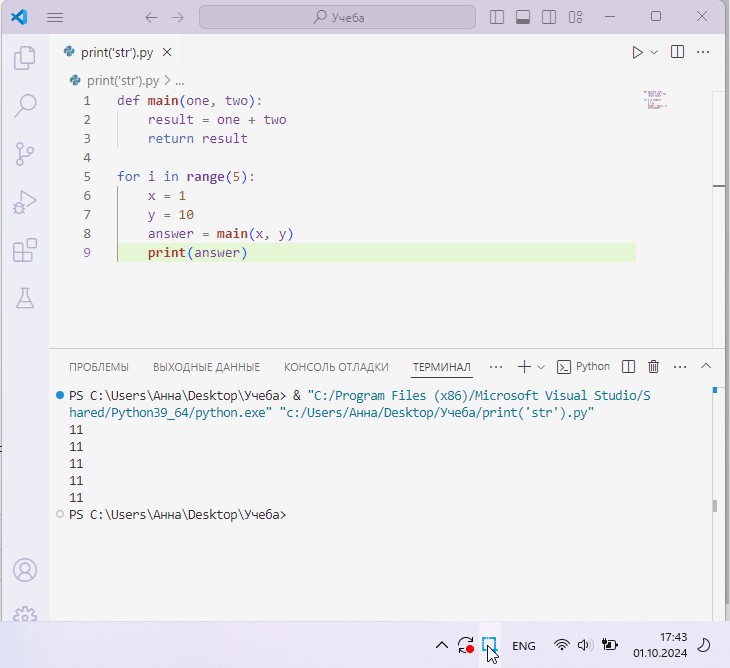 Учеба
print('str').py
print('str').py > ...
1 def main(one, two):
2 result = one + two
3 return result
4
5 for i in range(5):
6 x = 1
7 y = 10
8 answer = main(x, y)
9 print(answer)
ПРОБЛЕМЫ ВЫХОДНЫЕ ДАННЫЕ КОНСОЛЬ ОТЛАДКИ ТЕРМИНАЛ ... Python ...
PS C:\Users\Анна\Desktop\Учеба> & "C:/Program Files (x86)/Microsoft Visual Studio/S
hared/Python39_64/python.exe" "c:/Users/Анна/Desktop/Учеба/print('str').py"
11
11
11
11
11
PS C:\Users\Анна\Desktop\Учеба>
ENG
17:43
01.10.2024